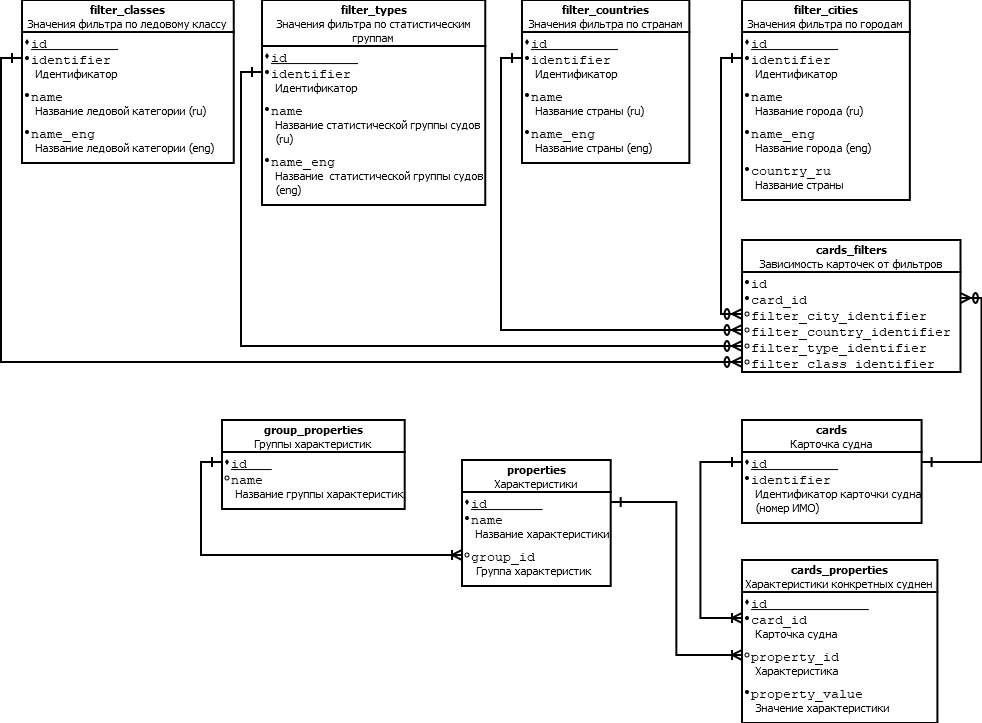 filter_classes
Значения фильтра по ледовому классу
id
identifier
Идентификатор
name
Название ледовой категории (ru)
name_eng
Название ледовой категории (eng)
filter_types
Значения фильтра по статистическим
группам
id
identifier
Идентификатор
name
Название статистической группы судов
(ru)
name_eng
Название статистической группы судов
(eng)
filter_countries
Значения фильтра по странам
id
identifier
Идентификатор
name
Название страны (ru)
name_eng
Название страны (eng)
filter_cities
Значения фильтра по городам
id
identifier
Идентификатор
name
Название города (ru)
name_eng
Название города (eng)
country_ru
Название страны
cards_filters
Зависимость карточек от фильтров
id
card_id
filter_city_identifier
filter_country_identifier
filter_type_identifier
filter_class_identifier
group_properties
Группы характеристик
id
name
Название группы характеристик
properties
Характеристики
id
name
Название характеристики
group_id
Группа характеристик
cards
Карточка судна
id
identifier
Идентификатор карточки судна
(номер ИМО)
cards_properties
Характеристики конкретных суднен
id
card_id
Карточка судна
property_id
Характеристика
property_value
Значение характеристики